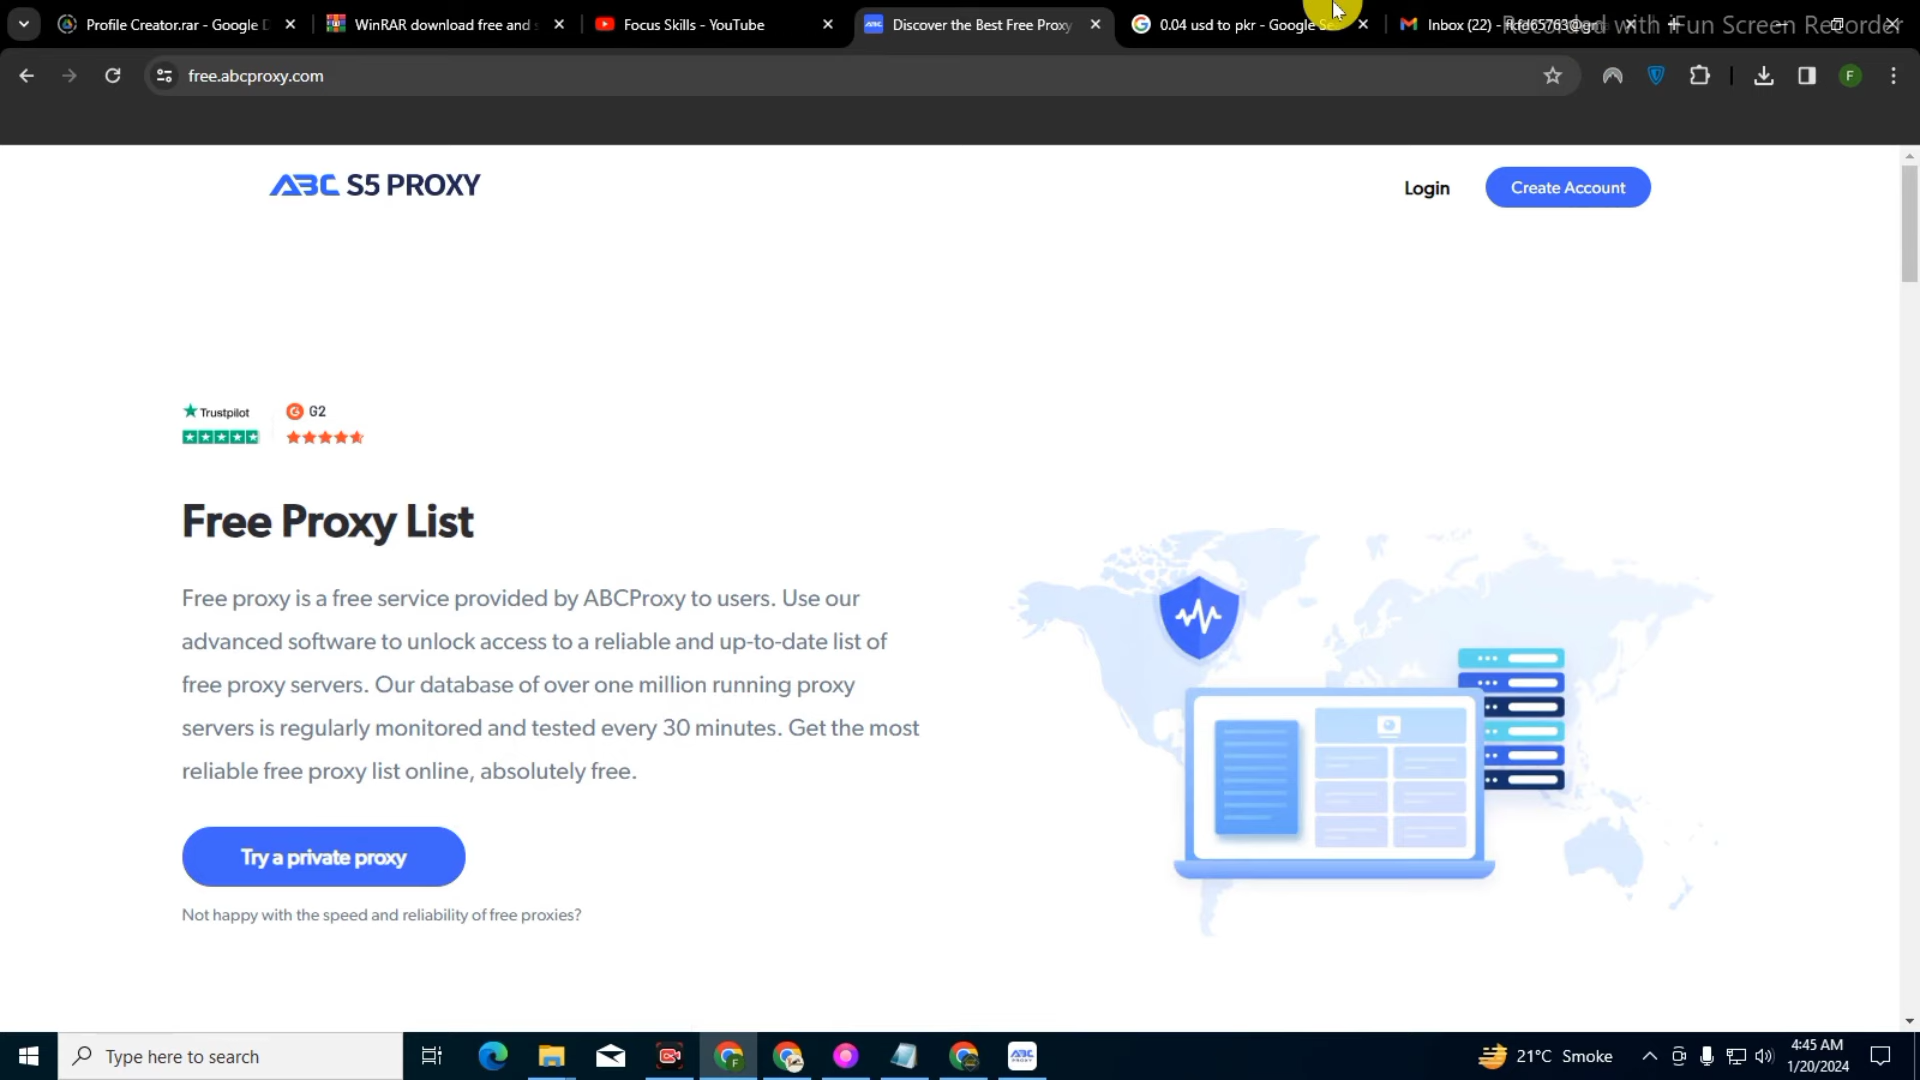 Profile Creator.rar - Google D
WinRAR download free and s
Focus Skills - YouTube
Discover the Best Free Proxy
0.04 usd to pkr - Google Se
Inbox (22) -
Recorded with iFun Screen Recorder
free.abcproxy.com
F
ABC S5 PROXY
Login
Create Account
Trustpilot
G2
Free Proxy List
Free proxy is a free service provided by ABCProxy to users. Use our
advanced software to unlock access to a reliable and up-to-date list of
free proxy servers. Our database of over one million running proxy
servers is regularly monitored and tested every 30 minutes. Get the most
reliable free proxy list online, absolutely free.
Try a private proxy
Not happy with the speed and reliability of free proxies?
Type here to search
21°C Smoke
4:45 AM
1/20/2024